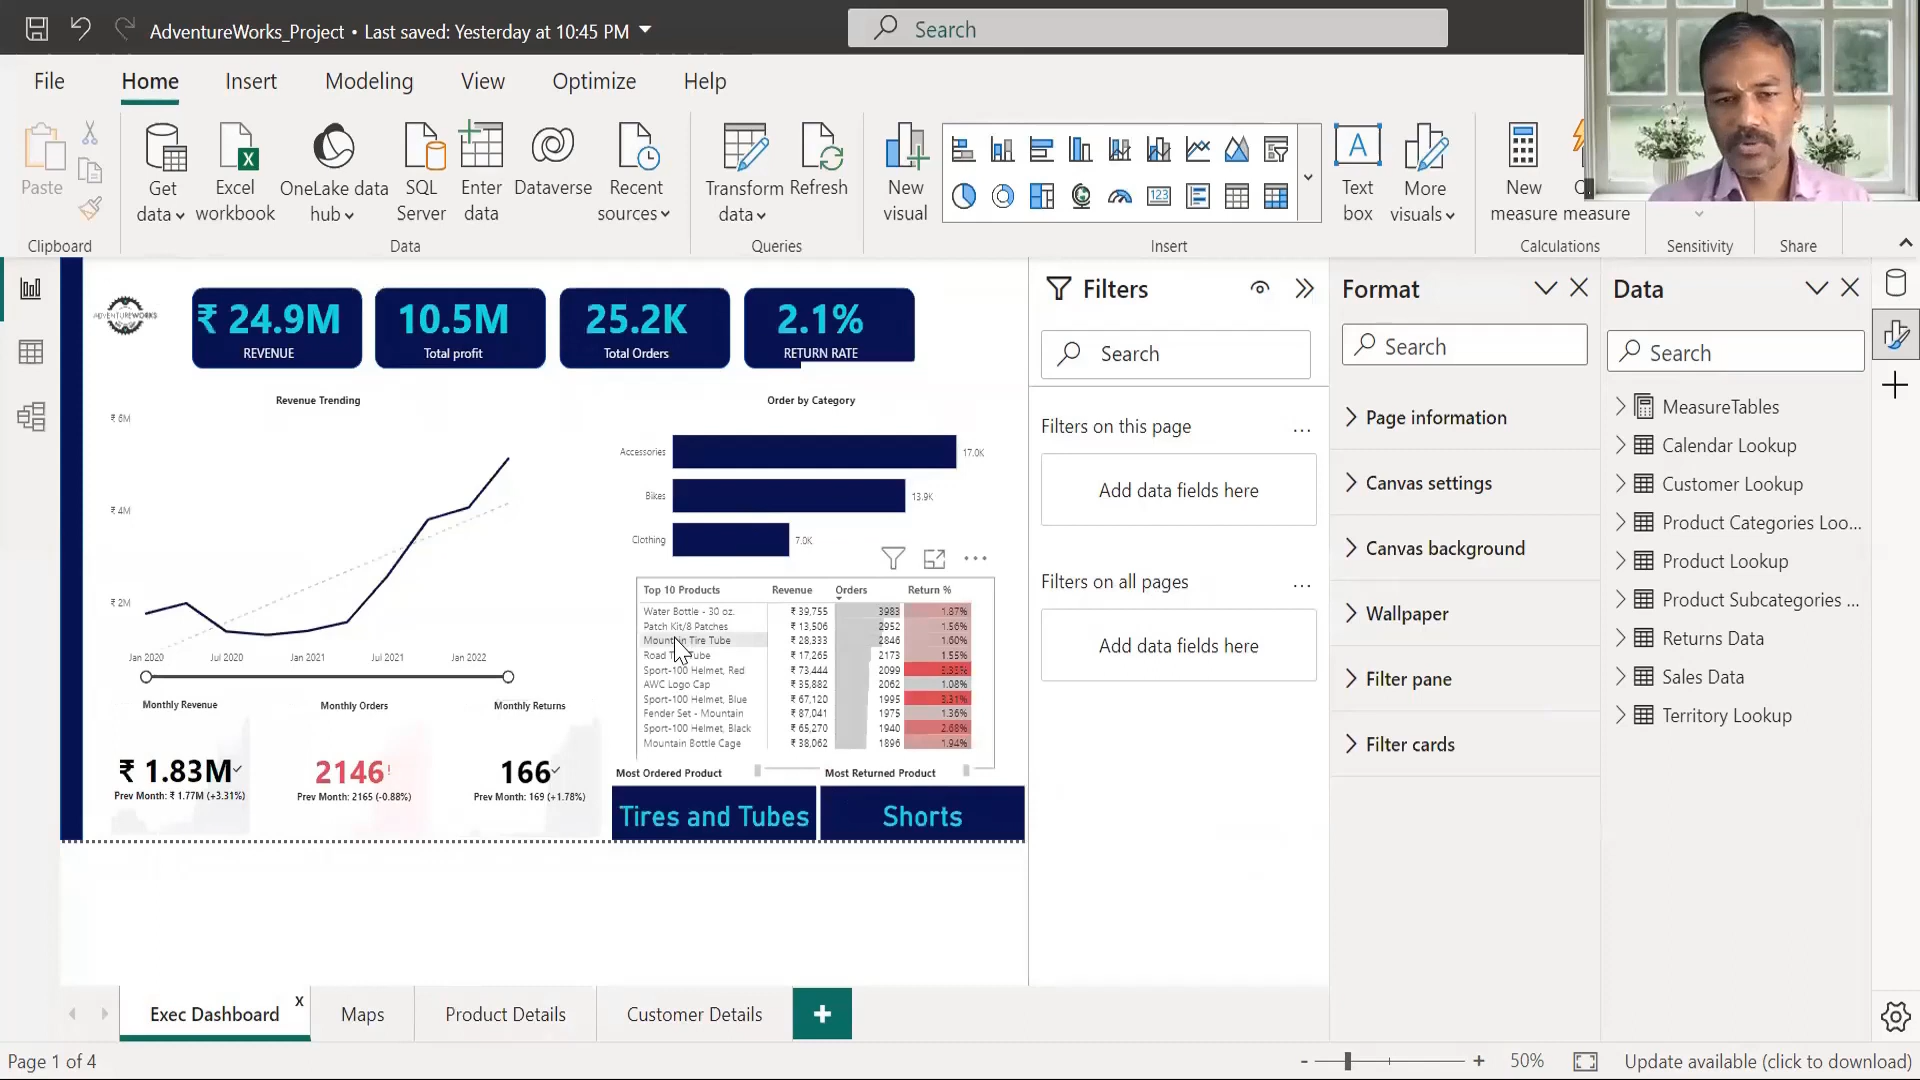 AdventureWorks_Project • Last saved: Yesterday at 10:45 PM
Search
File Home Insert Modeling View Optimize Help
Paste
Get data
Excel workbook
OneLake data hub
SQL Server
Enter data
Dataverse
Recent sources
Transform data
Refresh
New visual
Text box
More visuals
New measure
measure
Clipboard
Data
Queries
Insert
Calculations
Sensitivity
Share
ADVENTUREWORKS
₹ 24.9M
REVENUE
10.5M
Total profit
25.2K
Total Orders
2.1%
RETURN RATE
Revenue Trending
₹ 6M
₹ 4M
₹ 2M
Jan 2020 Jul 2020 Jan 2021 Jul 2021 Jan 2022
Order by Category
Accessories 17.0K
Bikes 13.9K
Clothing 7.0K
Top 10 Products Revenue Orders Return %
Water Bottle - 30 oz. ₹ 39,755 3983 1.87%
Patch Kit/8 Patches ₹ 13,506 2952 1.56%
Mountain Tire Tube ₹ 28,333 2846 1.60%
Road Tube ₹ 17,265 2173 1.55%
Sport-100 Helmet, Red ₹ 73,444 2099
AWC Logo Cap ₹ 35,882 2062 1.08%
Sport-100 Helmet, Blue ₹ 67,120 1995 3.31%
Fender Set - Mountain ₹ 87,041 1975 1.36%
Sport-100 Helmet, Black ₹ 65,270 1940 2.68%
Mountain Bottle Cage ₹ 38,062 1896 1.94%
Monthly Revenue
₹ 1.83M
Prev Month: ₹ 1.77M (+3.31%)
Monthly Orders
2146!
Prev Month: 2165 (-0.88%)
Monthly Returns
166
Prev Month: 169 (+1.78%)
Most Ordered Product
Tires and Tubes
Most Returned Product
Shorts
Filters
Search
Filters on this page ...
Add data fields here
Filters on all pages ...
Add data fields here
Format
Search
Page information
Canvas settings
Canvas background
Wallpaper
Filter pane
Filter cards
Data
Search
MeasureTables
Calendar Lookup
Customer Lookup
Product Categories Loo...
Product Lookup
Product Subcategories ...
Returns Data
Sales Data
Territory Lookup
Exec Dashboard x
Maps
Product Details
Customer Details
+
Page 1 of 4
- + 50%
Update available (click to download)